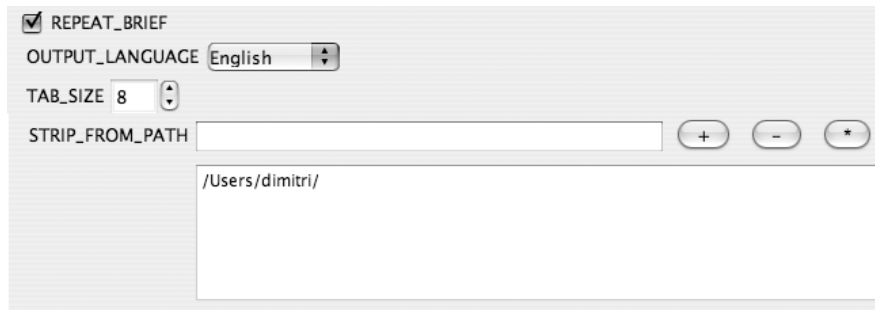 REPEAT_BRIEF
OUTPUT_LANGUAGE English
TAB_SIZE 8
STRIP_FROM_PATH + - *
/Users/dimitri/